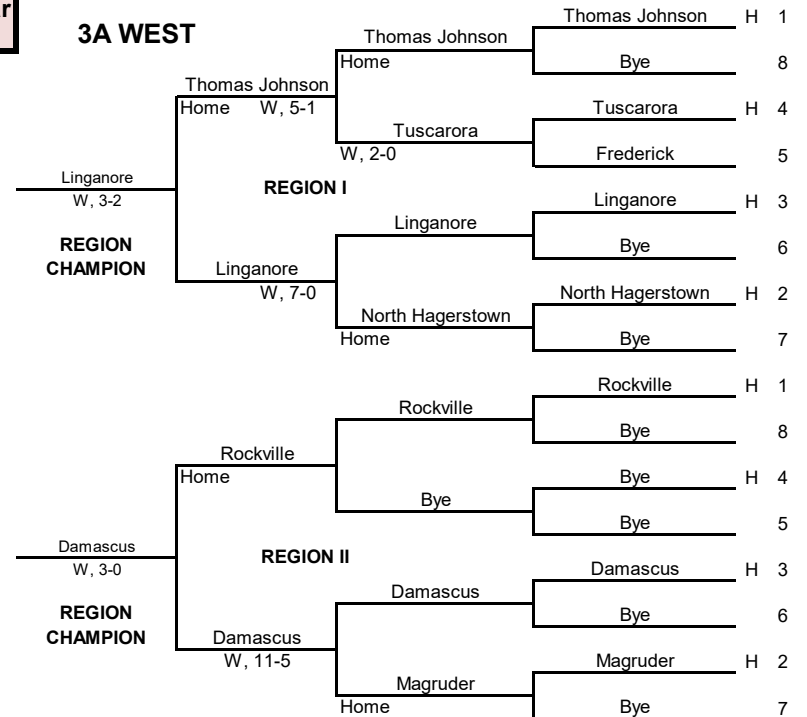 ar
3A WEST
Thomas Johnson H 1
Thomas Johnson
Home
Bye 8
Thomas Johnson
Home W, 5-1
Tuscarora H 4
Tuscarora
W, 2-0
Frederick 5
Linganore
W, 3-2
REGION I
Linganore H 3
Linganore
REGION
CHAMPION
Bye 6
Linganore
W, 7-0
North Hagerstown H 2
North Hagerstown
Home
Bye 7
Rockville H 1
Rockville
Bye 8
Rockville
Home
Bye H 4
Bye
Bye 5
Damascus
W, 3-0
REGION II
Damascus H 3
Damascus
REGION
CHAMPION
Bye 6
Damascus
W, 11-5
Magruder H 2
Magruder
Home
Bye 7